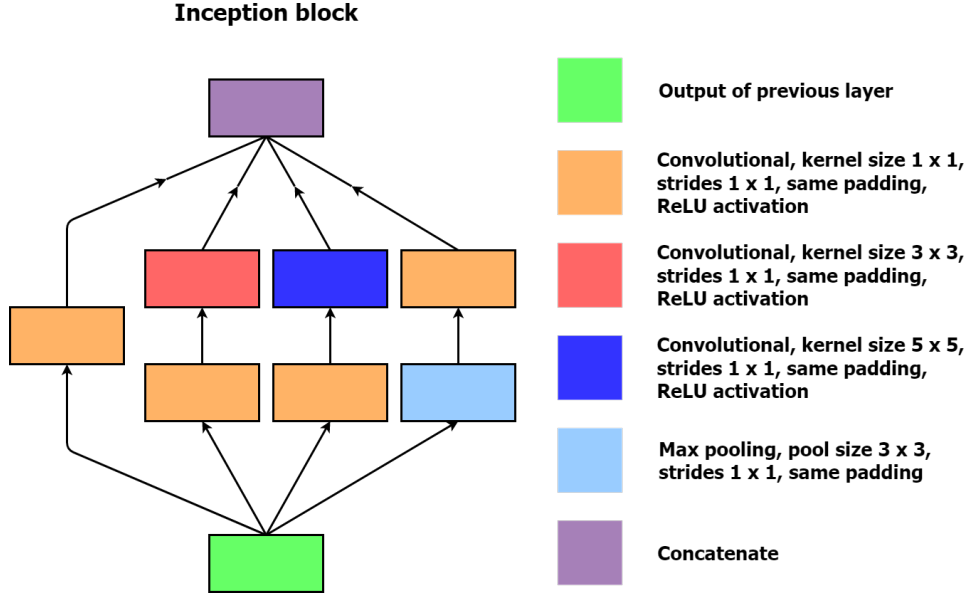 Inception block
Output of previous layer
Convolutional, kernel size 1 x 1,
strides 1 x 1, same padding,
ReLU activation
Convolutional, kernel size 3 x 3,
strides 1 x 1, same padding,
ReLU activation
Convolutional, kernel size 5 x 5,
strides 1 x 1, same padding,
ReLU activation
Max pooling, pool size 3 x 3,
strides 1 x 1, same padding
Concatenate